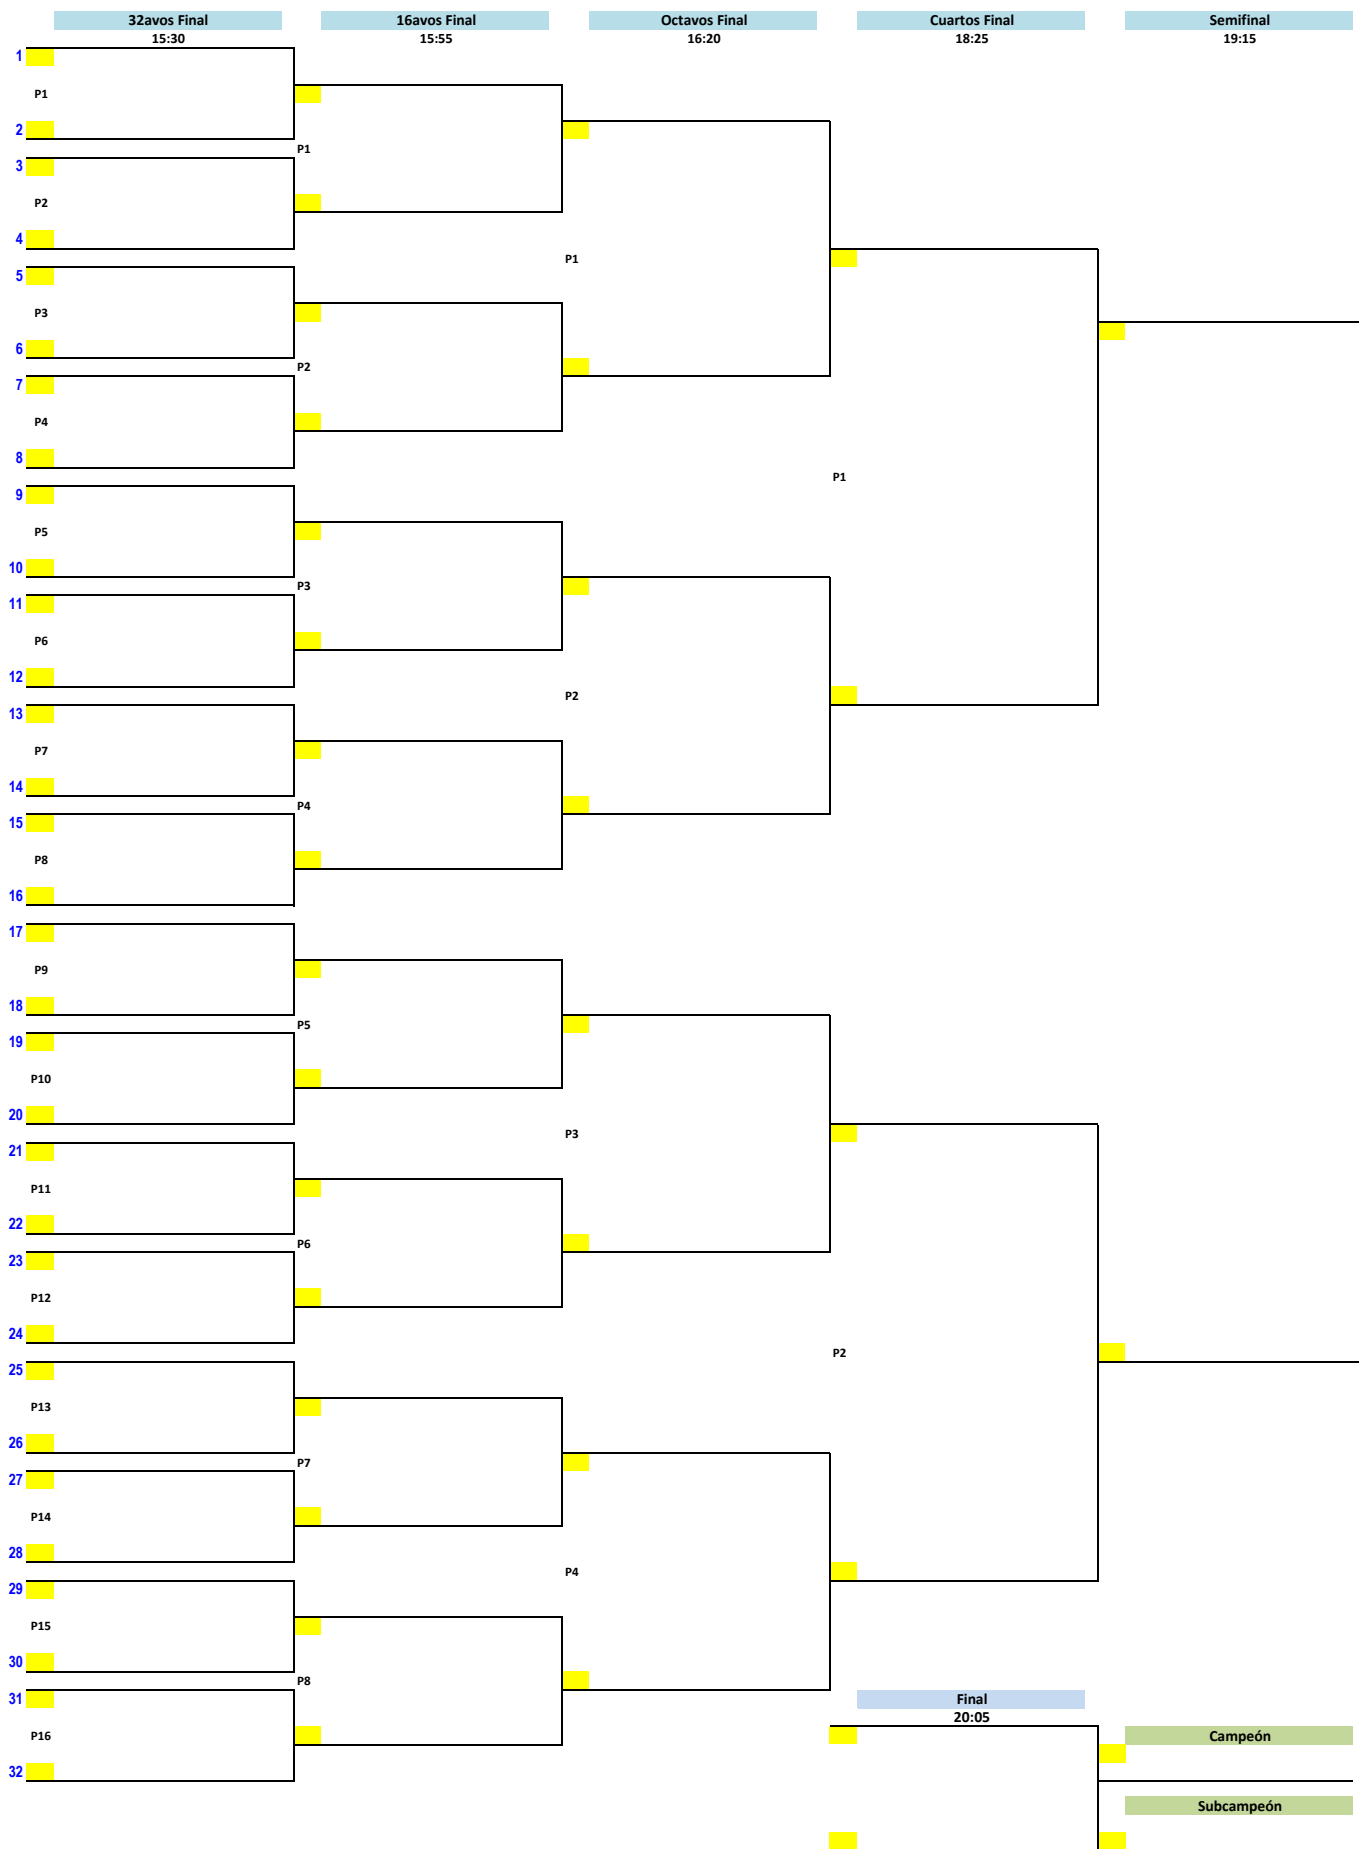 32avos Final 16avos Final Octavos Final Cuartos Final Semifinal
15:30 15:55 16:20 18:25 19:15
1
P1
2
P1
3
P2
4
P1
5
P3
6
P2
7
P4
8
P1
9
P5
10
P3
11
P6
12
P2
13
P7
14
P4
15
P8
16
17
P9
18
P5
19
P10
20
P3
21
P11
22
P6
23
P12
24
P2
25
P13
26
P7
27
P14
28
P4
29
P15
30
P8
31
Final
20:05
P16
Campeón
32
Subcampeón